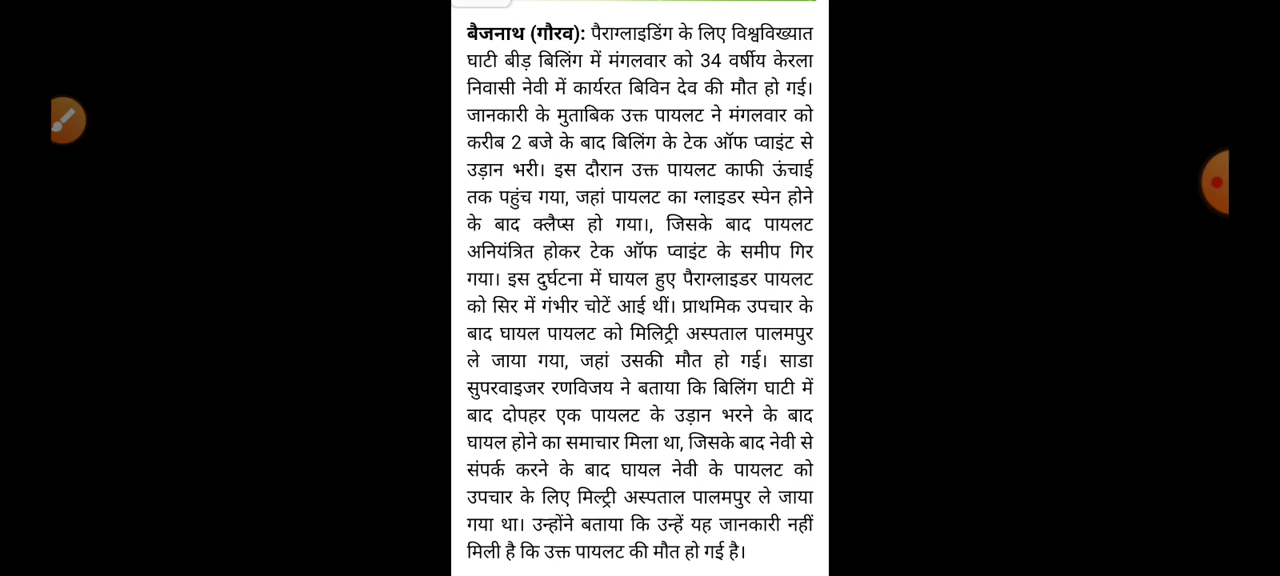 बैजनाथ (गौरव): पैराग्लाइडिंग के लिए विश्वविख्यात
घाटी बीड़ बिलिंग में मंगलवार को 34 वर्षीय केरला
निवासी नेवी में कार्यरत बिविन देव की मौत हो गई।
जानकारी के मुताबिक उक्त पायलट ने मंगलवार को
करीब 2 बजे के बाद बिलिंग के टेक ऑफ प्वाइंट से
उड़ान भरी। इस दौरान उक्त पायलट काफी ऊंचाई
तक पहुंच गया, जहां पायलट का ग्लाइडर स्पेन होने
के बाद क्लैप्स हो गया।, जिसके बाद पायलट
अनियंत्रित होकर टेक ऑफ प्वाइंट के समीप गिर
गया। इस दुर्घटना में घायल हुए पैराग्लाइडर पायलट
को सिर में गंभीर चोटें आई थीं। प्राथमिक उपचार के
बाद घायल पायलट को मिलिट्री अस्पताल पालमपुर
ले जाया गया, जहां उसकी मौत हो गई। साडा
सुपरवाइजर रणविजय ने बताया कि बिलिंग घाटी में
बाद दोपहर एक पायलट के उड़ान भरने के बाद
घायल होने का समाचार मिला था, जिसके बाद नेवी से
संपर्क करने के बाद घायल नेवी के पायलट को
उपचार के लिए मिल्ट्री अस्पताल पालमपुर ले जाया
गया था। उन्होंने बताया कि उन्हें यह जानकारी नहीं
मिली है कि उक्त पायलट की मौत हो गई है।